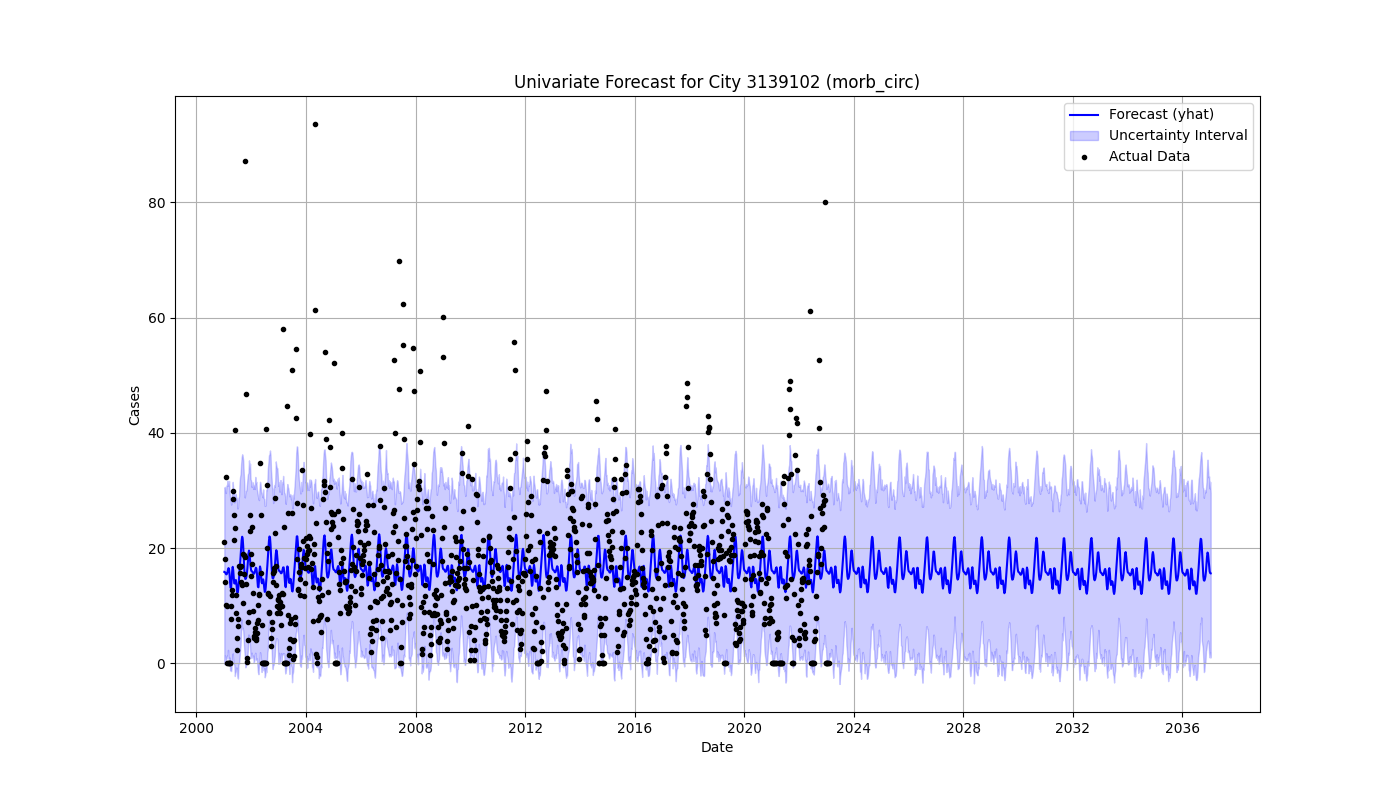 Univariate Forecast for City 3139102 (morb_circ)
Forecast (yhat)
Uncertainty Interval
Actual Data
80
60
40
20
0
Cases
2000 2004 2008 2012 2016 2020 2024 2028 2032 2036
Date